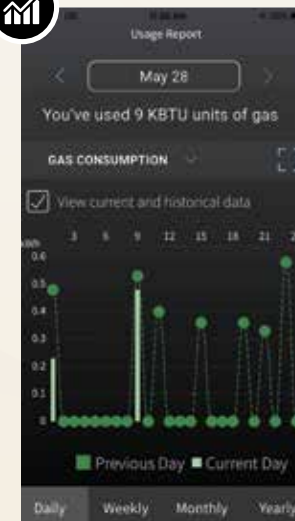 Usage Report
May 28
You've used 9 KBTU units of gas
GAS CONSUMPTION
View current and historical data
3 6 9 12 15 18 21
0.6
0.5
0.4
0.3
0.2
0.1
0
Previous Day Current Day
Daily Weekly Monthly Yearly